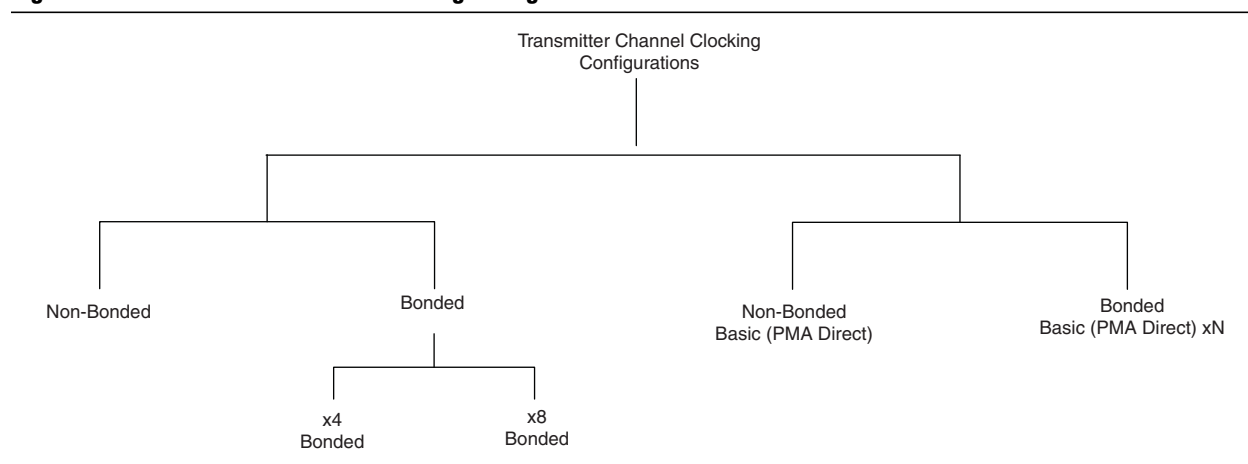 Transmitter Channel Clocking
Configurations
Non-Bonded
Bonded
Non-Bonded
Basic (PMA Direct)
Bonded
Basic (PMA Direct) xN
x4
Bonded
x8
Bonded